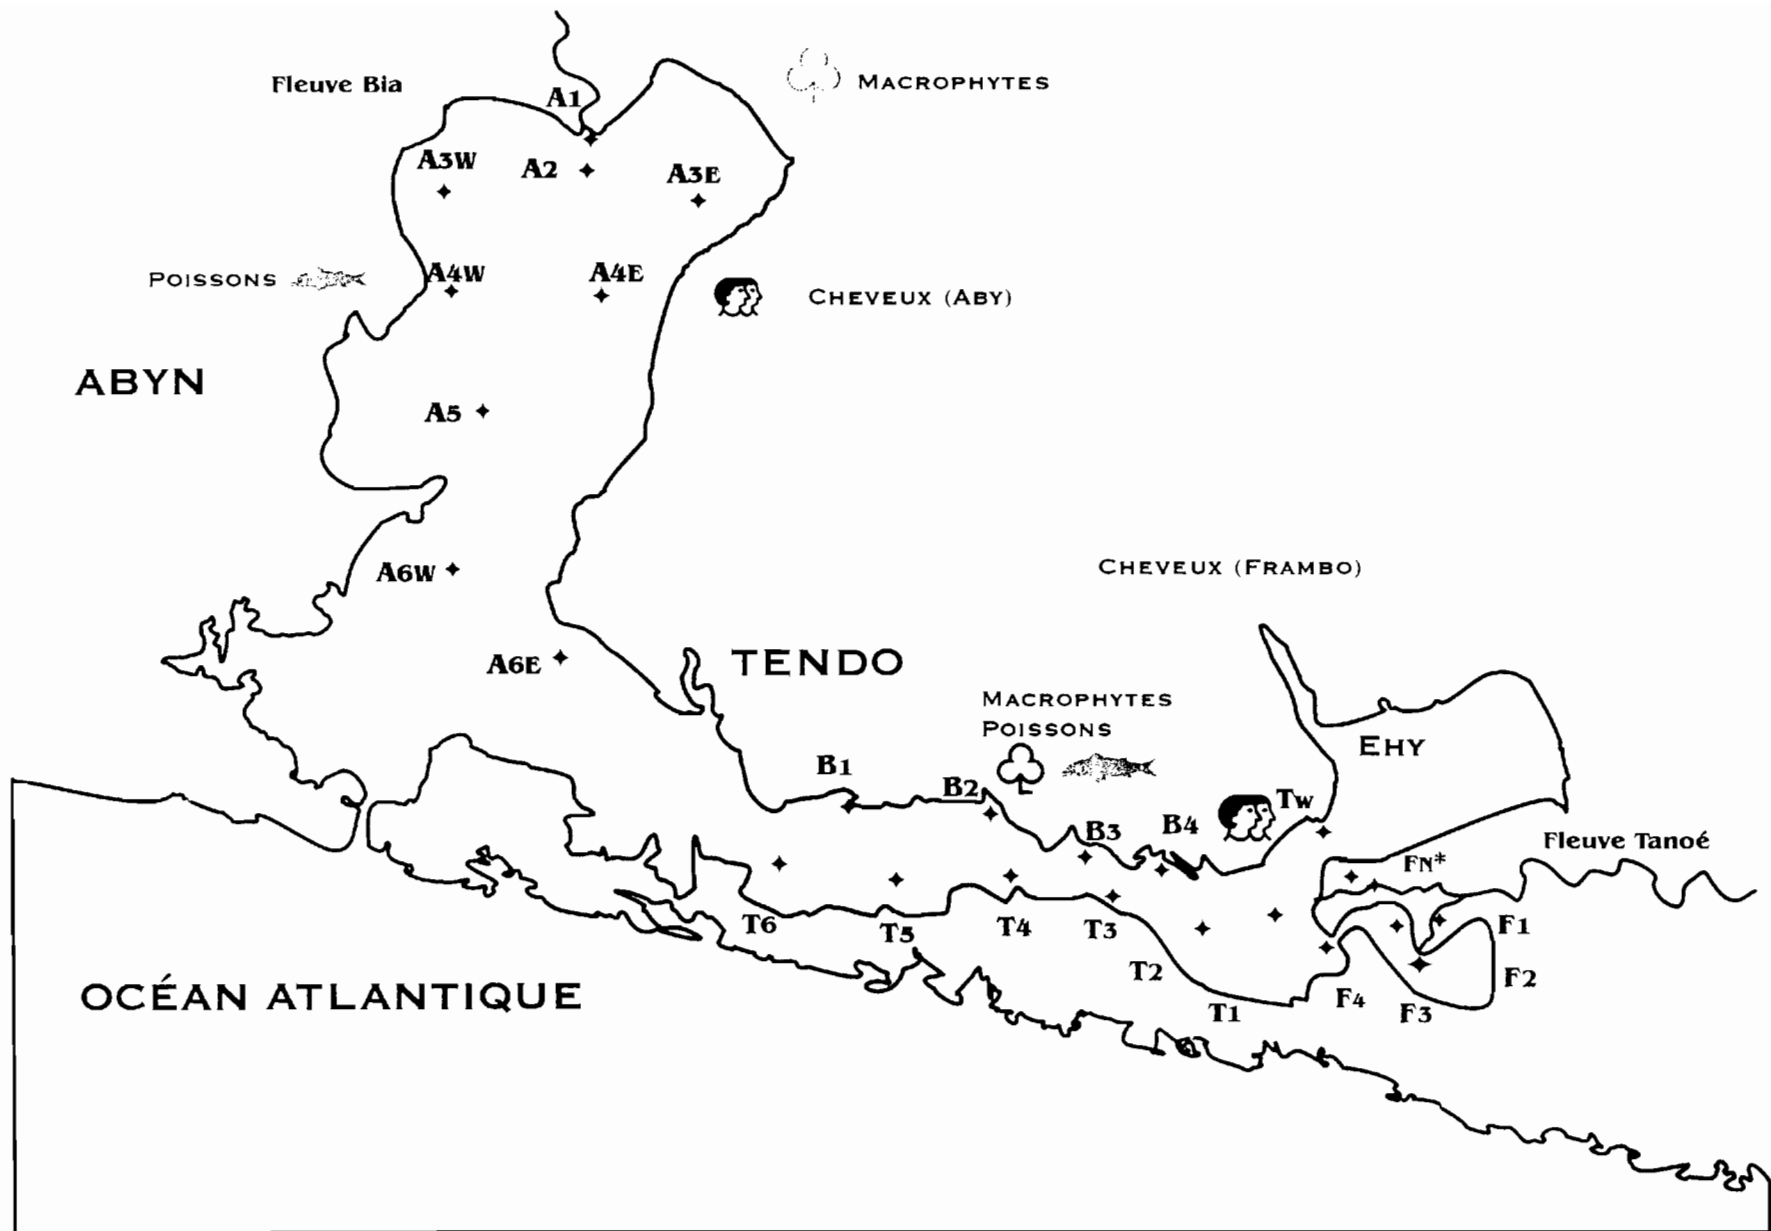 Fleuve Bia
A1
MACROPHYTES
A3W
A2
A3E
POISSONS
A4W
A4E
CHEVEUX (ABY)
ABYN
A5
A6W
CHEVEUX (FRAMBO)
A6E
TENDO
MACROPHYTES
POISSONS
EHY
B1
B2
B3
B4
TW
Fleuve Tanoé
FN*
T6
T5
T4
T3
F1
T2
F2
OCÉAN ATLANTIQUE
T1
F4
F3